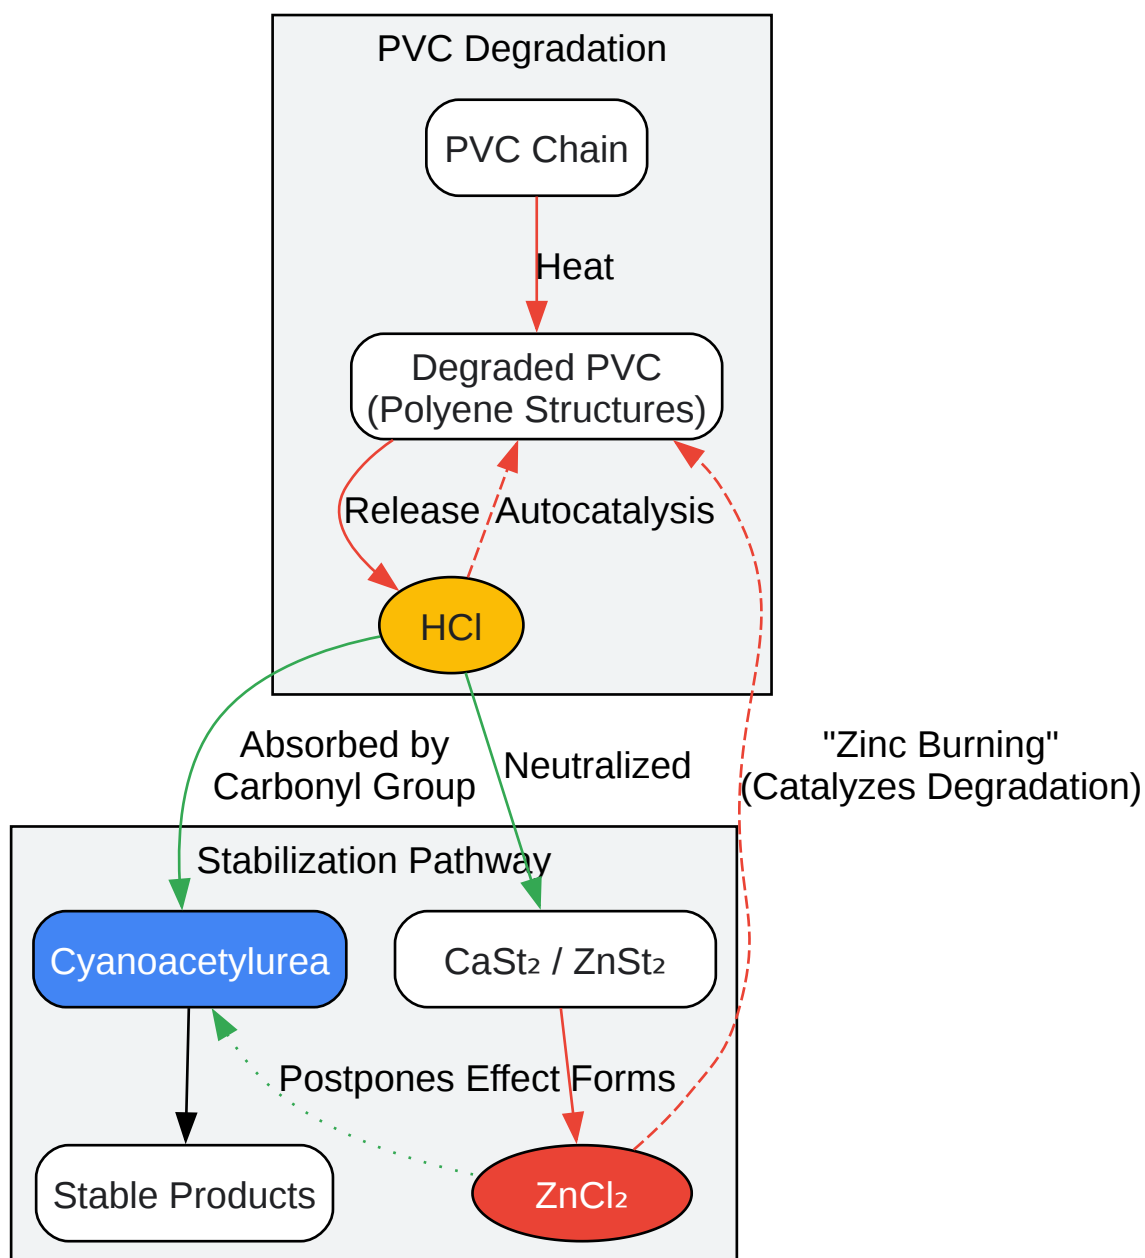 PVC Degradation
PVC Chain
Heat
Degraded PVC
(Polyene Structures)
Release
Autocatalysis
HCl
Absorbed by
Carbonyl Group
Neutralized
"Zinc Burning"
(Catalyzes Degradation)
Stabilization Pathway
Cyanoacetylurea
CaSt₂ / ZnSt₂
Postpones Effect
Forms
Stable Products
ZnCl₂